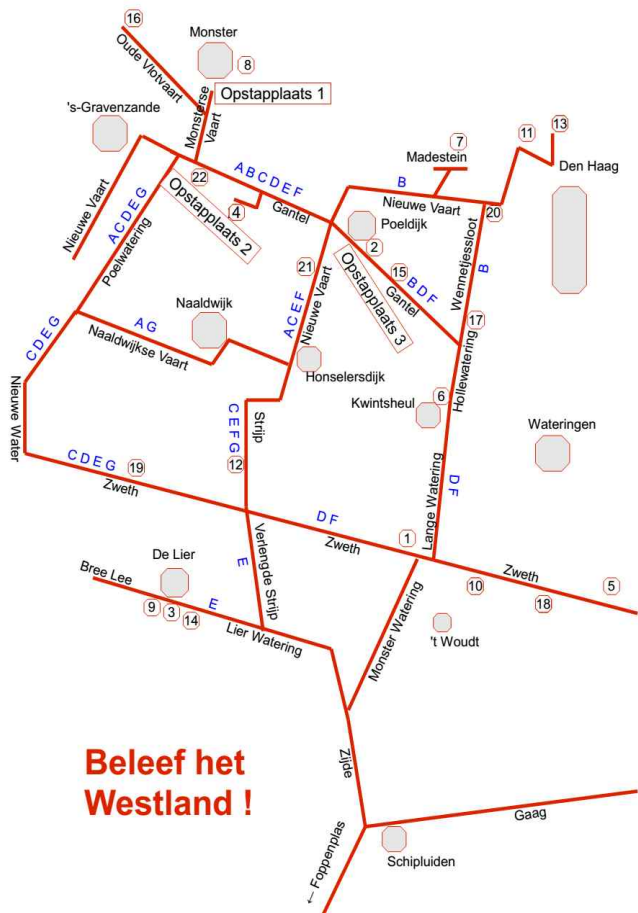 16
Monster
8
Oude Vlotvaart
Opstapplaats 1
Monsterse
Vaart
's-Gravenzande
13
11
7
Madestein
Den Haag
22
A B C D E F
B
Nieuwe Vaart
20
4
Gantel
Poeldijk
2
Nieuwe Vaart
A C D E G
Poelwatering
Opstapplaats 2
Wennetjessloot
B
21
15
B D F
Gantel
Opstapplaats 3
A C E F
Nieuwe Vaart
Naaldwijk
17
C D E G
A G
Naaldwijkse Vaart
Honselersdijk
Hollewatering
6
Kwintsheul
Nieuwe Water
C E F G
Strijp
12
Wateringen
C D E G
19
Zweth
Lange Watering
D F
D F
1
Zweth
Zweth
De Lier
Bree Lee
E
Verlengde Strijp
10
18
5
9
3
14
E
Lier Watering
Monster Watering
't Woudt
Zijde
Beleef het
Westland !
Gaag
Schipluiden
← Foppenplas